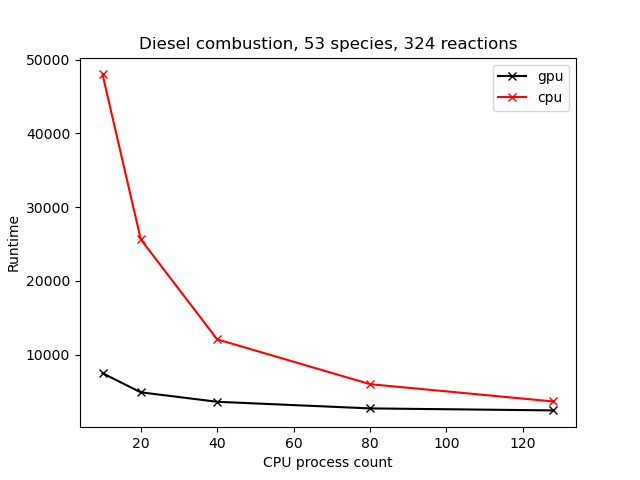 Diesel combustion, 53 species, 324 reactions
gpu
cpu
50000
40000
30000
20000
10000
Runtime
20 40 60 80 100 120
CPU process count